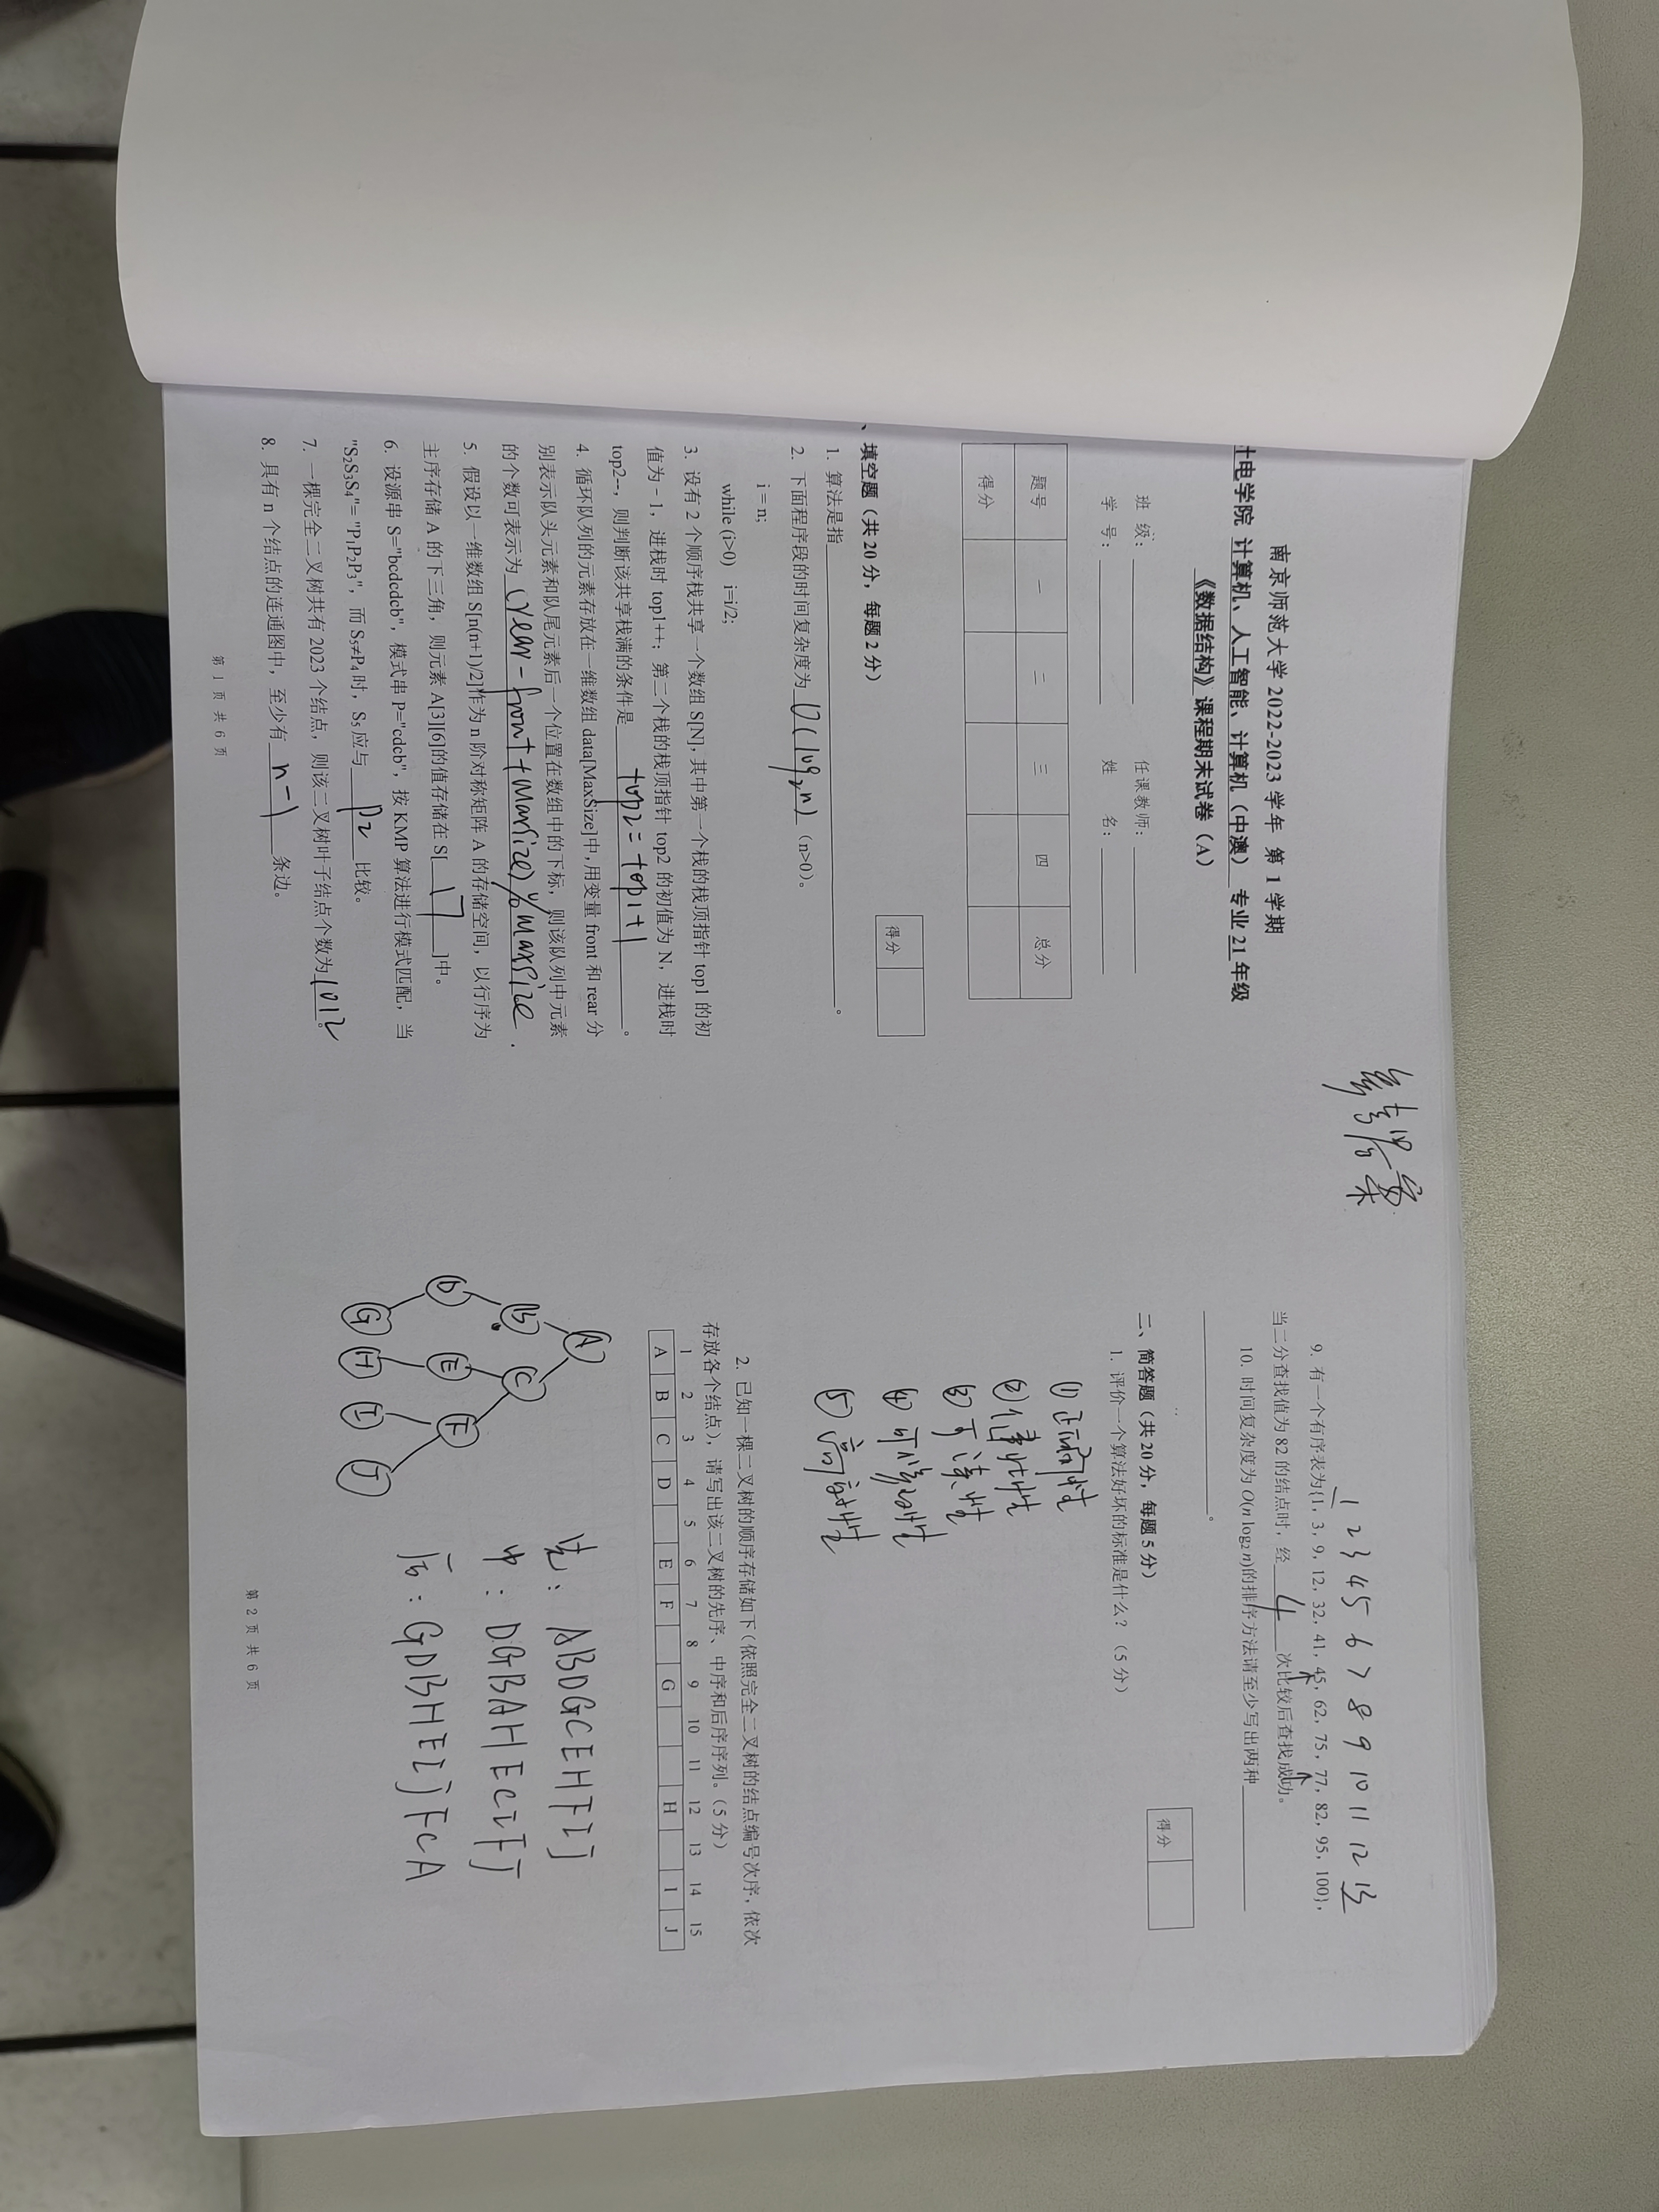 参考答案
南京师范大学 2022-2023 学年 第 1 学期
计电学院 计算机、人工智能、计算机（中澳） 专业 21 年级
《数据结构》课程期末试卷（A）
班 级： 任课教师：
学 号： 姓 名：
题号 一 二 三 四 总分
得分
得分
、填空题（共 20 分，每题 2 分）
1. 算法是指 。
2. 下面程序段的时间复杂度为 O(log₂n) （n>0）。
i = n;
while (i>0) i=i/2;
3. 设有 2 个顺序栈共享一个数组 S[N]，其中第一个栈的栈顶指针 top1 的初
值为﹣1，进栈时 top1++；第二个栈的栈顶指针 top2 的初值为 N，进栈时
top2--，则判断该共享栈满的条件是 top2=top1+1 。
4. 循环队列的元素存放在一维数组 data[MaxSize]中，用变量 front 和 rear 分
别表示队头元素和队尾元素后一个位置在数组中的下标，则该队列中元素
的个数可表示为 (rear-front+MaxSize)%maxsize .
5. 假设以一维数组 S[n(n+1)/2]作为 n 阶对称矩阵 A 的存储空间，以行序为
主序存储 A 的下三角，则元素 A[3][6]的值存储在 S[ 17 ]中。
6. 设源串 S="bcdcdcb"，模式串 P="cdcb"，按 KMP 算法进行模式匹配，当
"S₂S₃S₄"= "P₁P₂P₃"，而 S₅≠P₄ 时，S₅ 应与 P2 比较。
7. 一棵完全二叉树共有 2023 个结点，则该二叉树叶子结点个数为 1012 。
8. 具有 n 个结点的连通图中，至少有 n-1 条边。
第 1 页 共 6 页
1 2 3 4 5 6 7 8 9 10 11 12 13
9. 有一个有序表为{1，3，9，12，32，41，45，62，75，77，82，95，100}，
当二分查找值为 82 的结点时，经 4 次比较后查找成功。
10. 时间复杂度为 O(n log₂ n)的排序方法请至少写出两种
。
得分
二、简答题（共 20 分，每题 5 分）
1. 评价一个算法好坏的标准是什么？（5 分）
① 正确性
② 健壮性
③ 可读性
④ 可修改性
⑤ 高效性
2. 已知一棵二叉树的顺序存储如下（依照完全二叉树的结点编号次序，依次
存放各个结点），请写出该二叉树的先序、中序和后序序列。（5 分）
1 2 3 4 5 6 7 8 9 10 11 12 13 14 15
A B C D E F G H I J
A
B C
D E F
G H I J
先：ABDGCEHFIJ
中：DGBAHECIFJ
后：GDBHEIJFCA
第 2 页 共 6 页